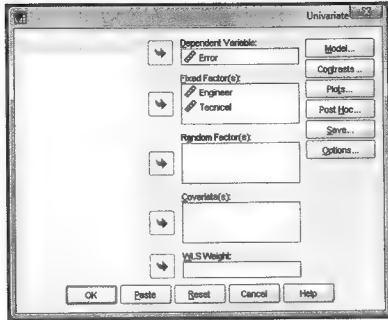 Univariate
Dependent Variable:
Error
Fixed Factor(s):
Engineer
Tecnical
Random Factor(s):
Covariate(s):
WLS Weight:
Model...
Contrasts...
Plots...
Post Hoc...
Save...
Options...
OK
Paste
Reset
Cancel
Help